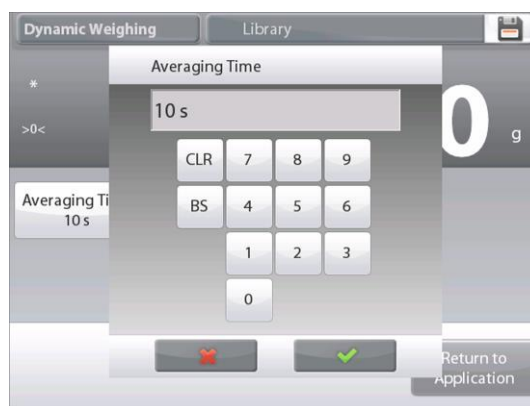 Dynamic Weighing
Library
Averaging Time
*
10 s
>0<
0
g
CLR 7 8 9
Averaging Ti
10 s
BS 4 5 6
1 2 3
0
Return to
Application